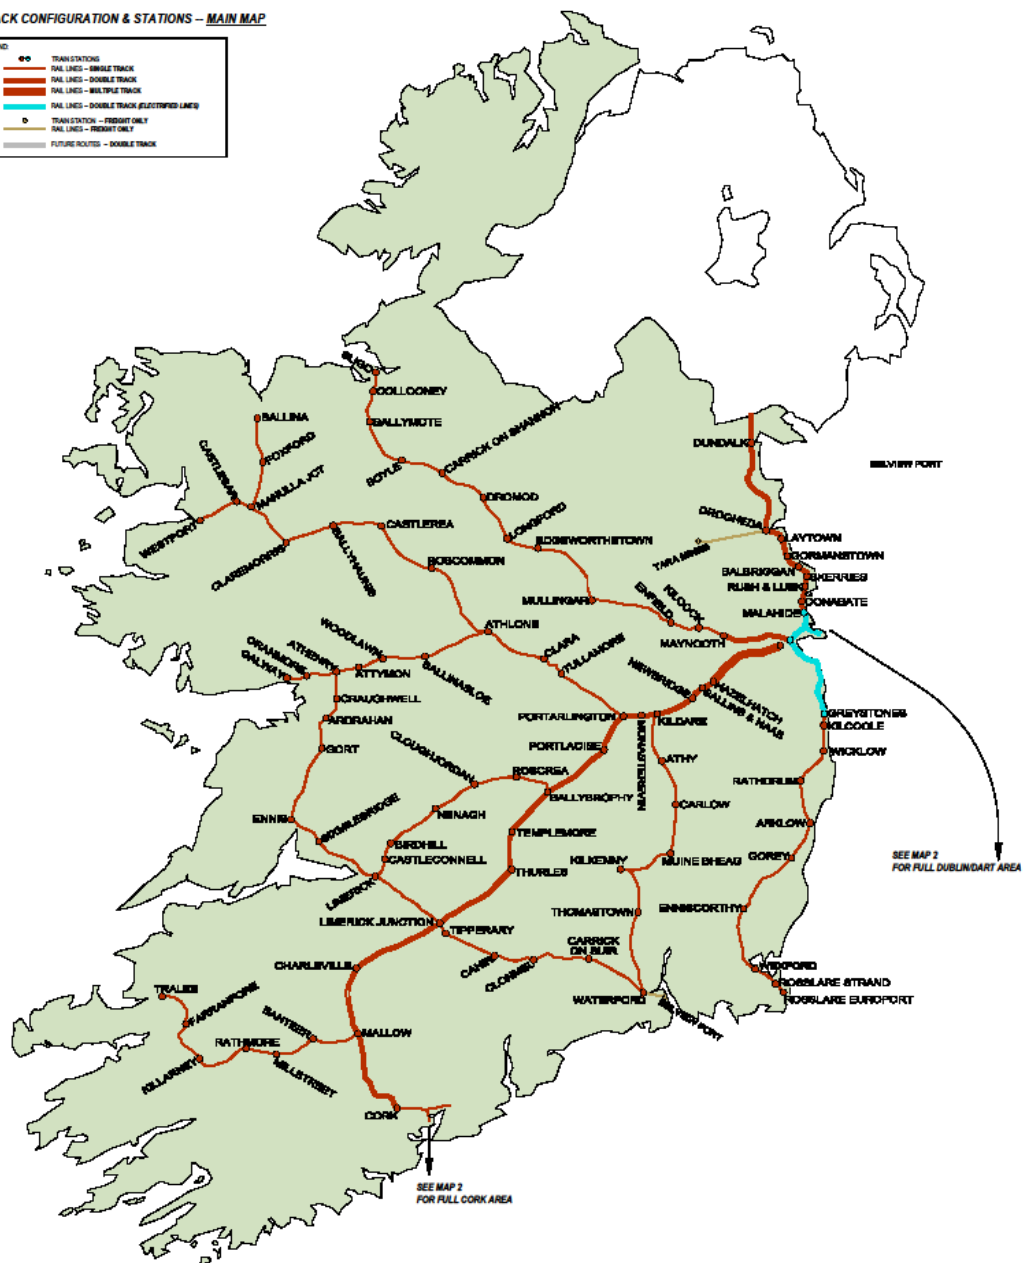 ACK CONFIGURATION & STATIONS – MAIN MAP
ND:
TRAIN STATIONS
RAIL LINES – SINGLE TRACK
RAIL LINES – DOUBLE TRACK
RAIL LINES – MULTIPLE TRACK
RAIL LINES – DOUBLE TRACK (ELECTRIFIED LINES)
TRAIN STATION – FREIGHT ONLY
RAIL LINES – FREIGHT ONLY
FUTURE ROUTES – DOUBLE TRACK
SLIGO
COLLOONEY
BALLINA
BALLYMOTE
CARRICK ON SHANNON
FOXFORD
BOYLE
DUNDALK
BELVIEW PORT
CASTLEBAR
MANULLA JCT
DROMOD
WESTPORT
CASTLEREA
LONGFORD
DROGHEDA
LAYTOWN
CLAREMORRIS
BALLYHAUNIS
EDGEWORTHSTOWN
TARA MINES
GORMANSTOWN
ROSCOMMON
BALBRIGGAN
SKERRIES
RUSH & LUSK
MULLINGAR
ENFIELD
KILCOCK
DONABATE
MALAHIDE
ATHLONE
MAYNOOTH
WOODLAWN
CLARA
TULLAMORE
ATHENRY
ORANMORE
GALWAY
ATTYMON
BALLINASLOE
NEWBRIDGE
HAZELHATCH
SALLINS & NAAS
CRAUGHWELL
ARDRAHAN
PORTARLINGTON
MONASTEREVIN
KILDARE
GREYSTONES
KILCOOLE
GORT
CLOUGHJORDAN
PORTLAOISE
WICKLOW
ATHY
ROSCREA
RATHDRUM
BALLYBROPHY
NENAGH
CARLOW
ENNIS
SIXMILEBRIDGE
TEMPLEMORE
ARKLOW
BIRDHILL
CASTLECONNELL
KILKENNY
MUINE BHEAG
GOREY
SEE MAP 2
FOR FULL DUBLIN/DART AREA
LIMERICK
THURLES
THOMASTOWN
ENNISCORTHY
LIMERICK JUNCTION
TIPPERARY
CARRICK
ON SUIR
CHARLEVILLE
CAHIR
CLONMEL
WEXFORD
ROSSLARE STRAND
ROSSLARE EUROPORT
TRALEE
FARRANFORE
WATERFORD
BELVIEW PORT
BANTEER
MALLOW
RATHMORE
KILLARNEY
MILLSTREET
CORK
SEE MAP 2
FOR FULL CORK AREA